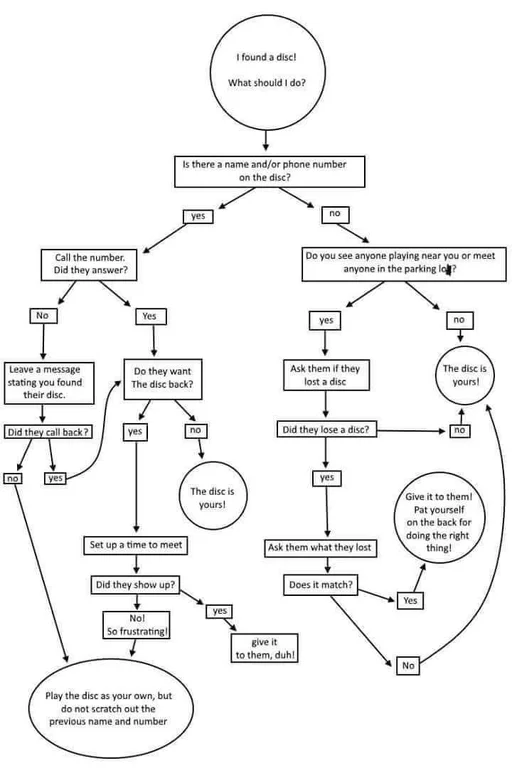 I found a disc!
What should I do?
Is there a name and/or phone number
on the disc?
yes
no
Call the number.
Did they answer?
Do you see anyone playing near you or meet
anyone in the parking lot?
No
Yes
yes
no
Leave a message
stating you found
their disc.
Do they want
The disc back?
Ask them if they
lost a disc
The disc is
yours!
Did they call back?
yes
no
Did they lose a disc?
no
no
yes
The disc is
yours!
yes
Give it to them!
Pat yourself
on the back for
doing the right
thing!
Set up a time to meet
Ask them what they lost
Did they show up?
Does it match?
No!
So frustrating!
yes
Yes
give it
to them, duh!
No
Play the disc as your own, but
do not scratch out the
previous name and number